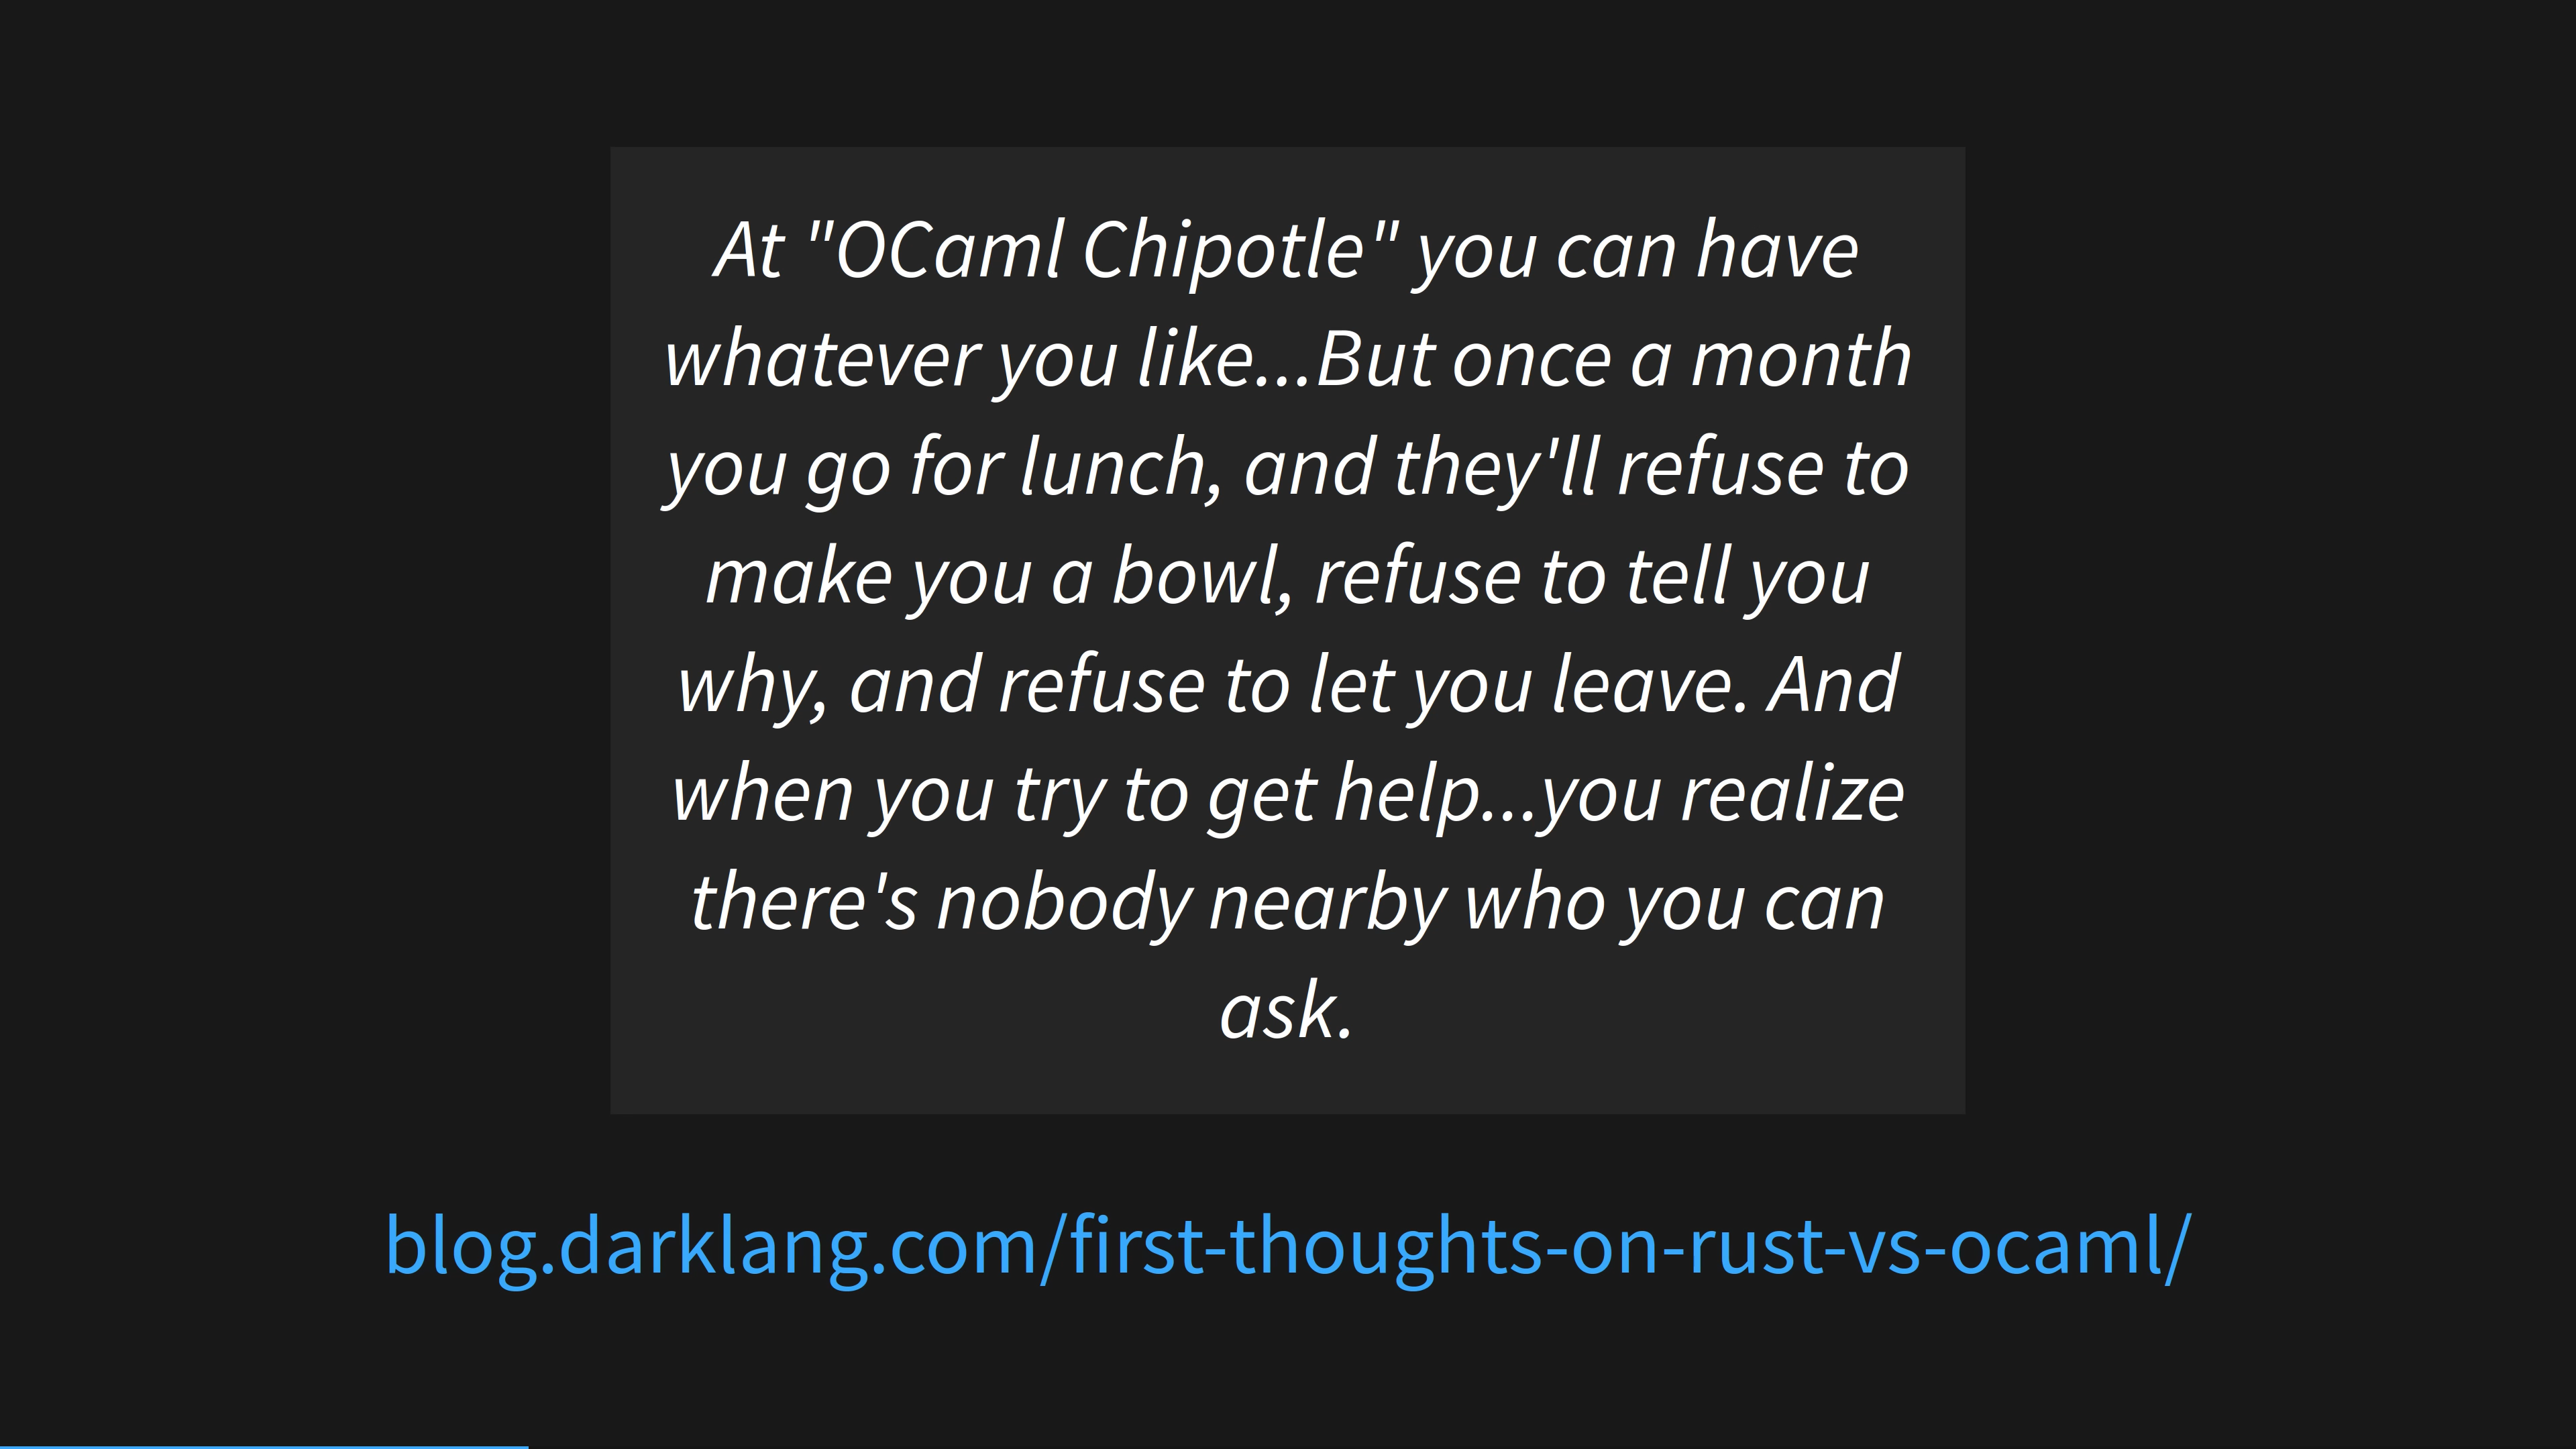 At "OCaml Chipotle" you can have
whatever you like...But once a month
you go for lunch, and they'll refuse to
make you a bowl, refuse to tell you
why, and refuse to let you leave. And
when you try to get help...you realize
there's nobody nearby who you can
ask.
blog.darklang.com/first-thoughts-on-rust-vs-ocaml/